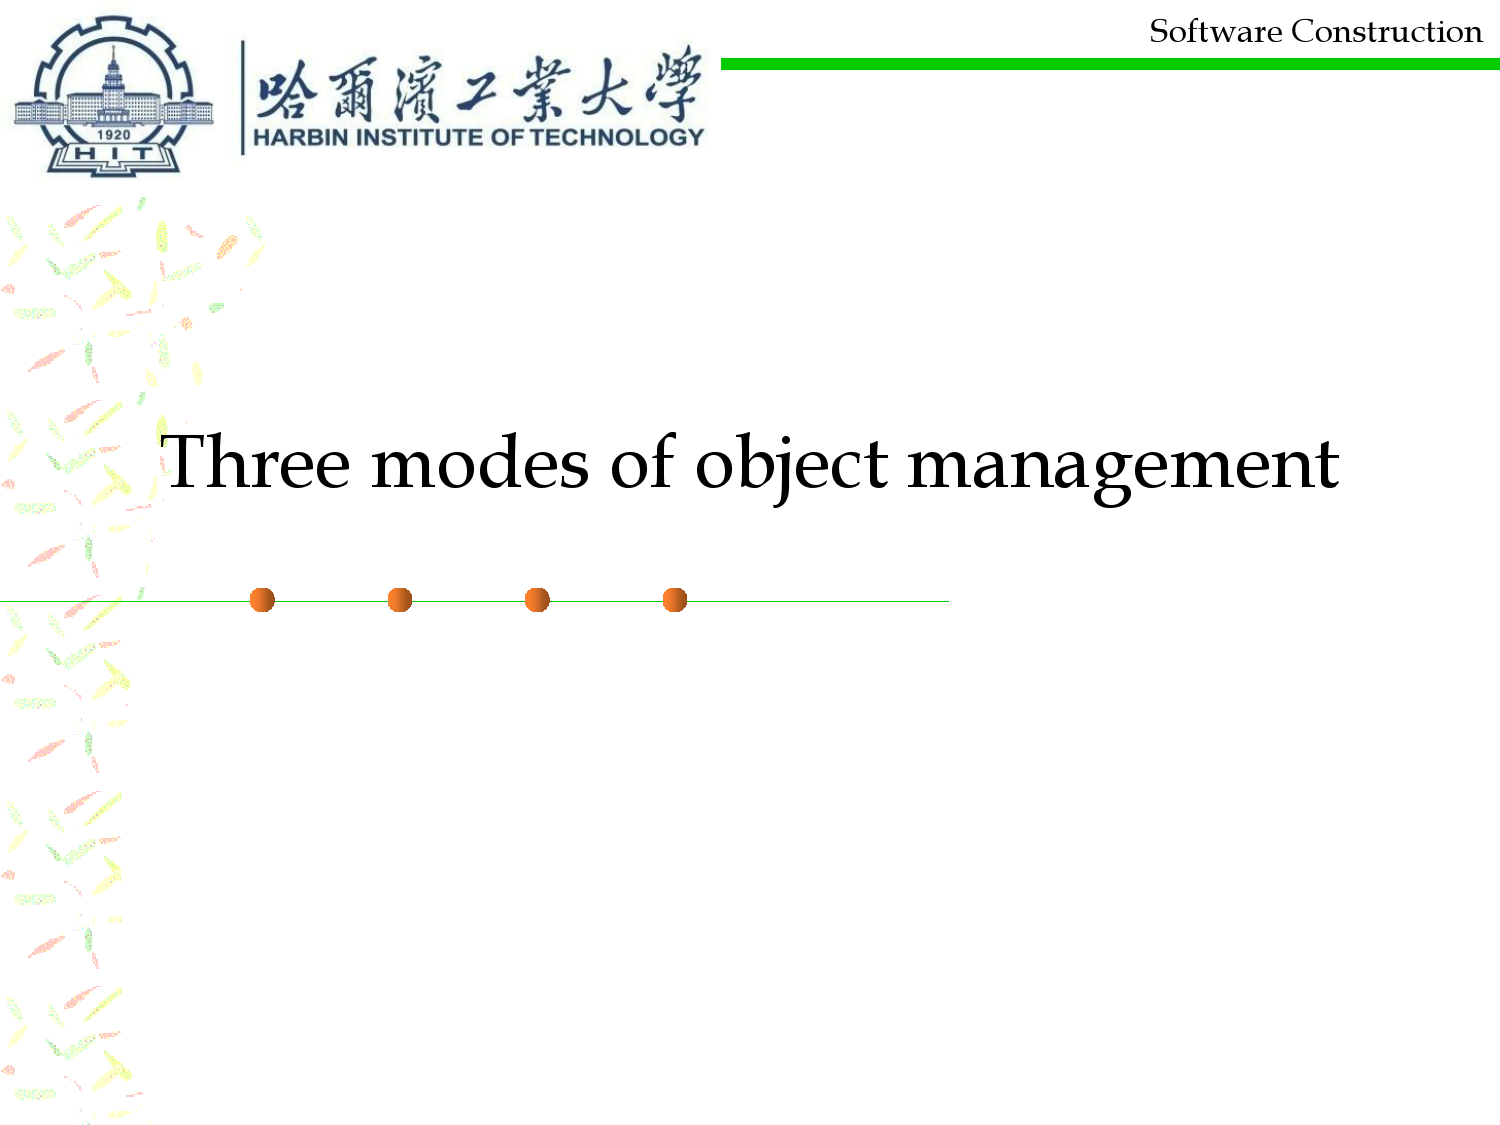 Software Construction
哈爾濱工業大學
HARBIN INSTITUTE OF TECHNOLOGY
1920
HIT
Three modes of object management